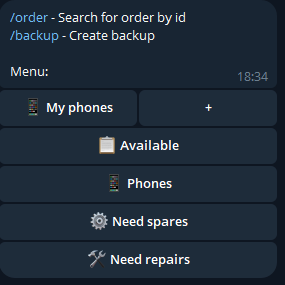 /order - Search for order by id
/backup - Create backup
Menu:
18:34
My phones +
Available
Phones
Need spares
Need repairs